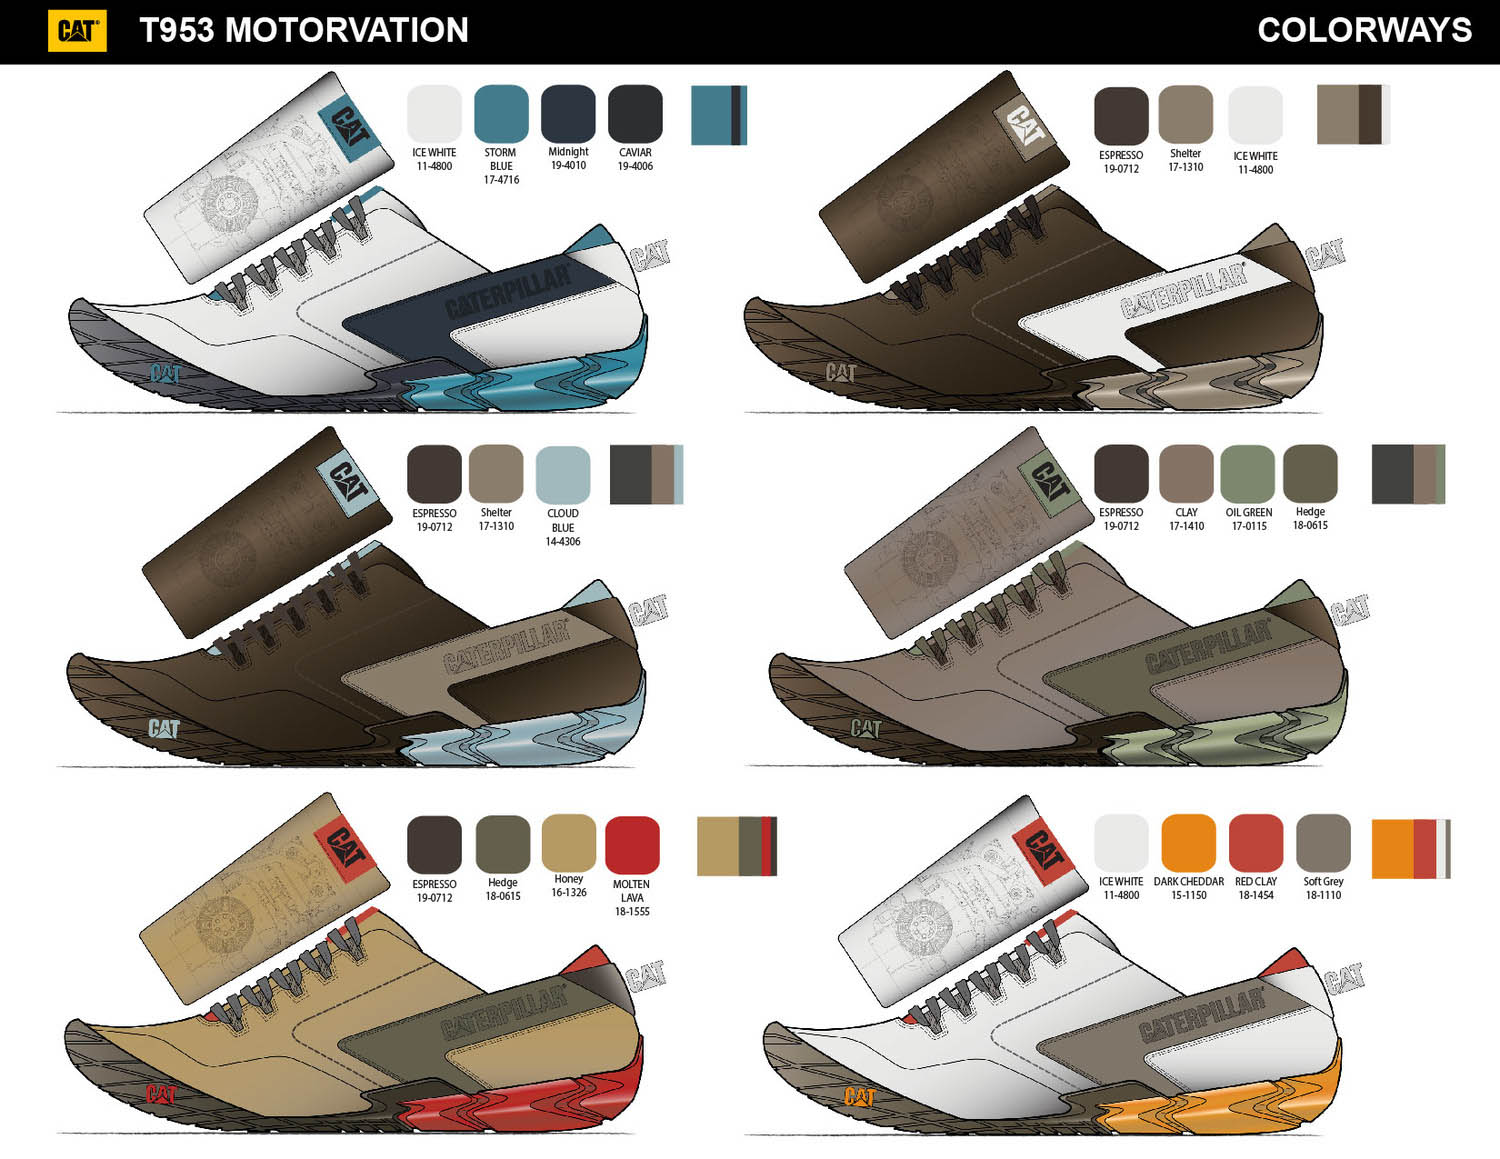 CAT® T953 MOTORVATION COLORWAYS
CAT
ICE WHITE
11-4800
STORM
BLUE
17-4716
Midnight
19-4010
CAVIAR
19-4006
CATERPILLAR®
CAT
CAT
CAT
ESPRESSO
19-0712
Shelter
17-1310
ICE WHITE
11-4800
CATERPILLAR®
CAT
CAT
CAT
ESPRESSO
19-0712
Shelter
17-1310
CLOUD
BLUE
14-4306
CATERPILLAR®
CAT
CAT
CAT
ESPRESSO
19-0712
CLAY
17-1410
OIL GREEN
17-0115
Hedge
18-0615
CATERPILLAR®
CAT
CAT
CAT
ESPRESSO
19-0712
Hedge
18-0615
Honey
16-1326
MOLTEN
LAVA
18-1555
CATERPILLAR®
CAT
CAT
CAT
ICE WHITE
11-4800
DARK CHEDDAR
15-1150
RED CLAY
18-1454
Soft Grey
18-1110
CATERPILLAR®
CAT
CAT